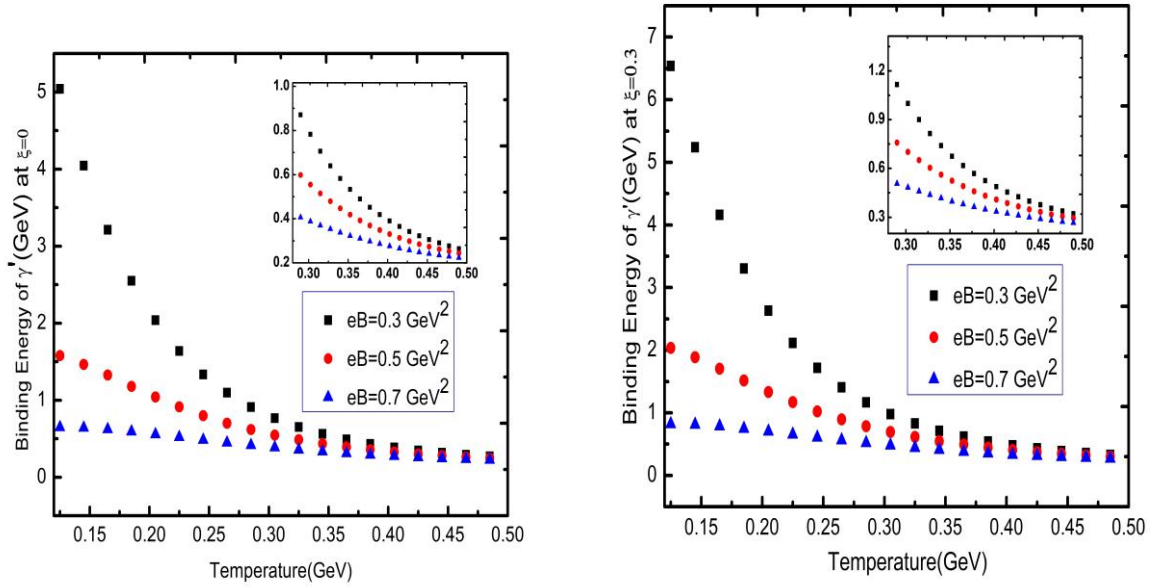 Binding Energy of γ'(GeV) at ξ=0
5
4
3
2
1
0
0.15 0.20 0.25 0.30 0.35 0.40 0.45 0.50
Temperature(GeV)
1.0
0.8
0.6
0.4
0.2
0.30 0.35 0.40 0.45 0.50
eB=0.3 GeV²
eB=0.5 GeV²
eB=0.7 GeV²
Binding Energy of γ'(GeV) at ξ=0.3
7
6
5
4
3
2
1
0
0.15 0.20 0.25 0.30 0.35 0.40 0.45 0.50
Temperature(GeV)
1.2
0.9
0.6
0.3
0.30 0.35 0.40 0.45 0.50
eB=0.3 GeV²
eB=0.5 GeV²
eB=0.7 GeV²